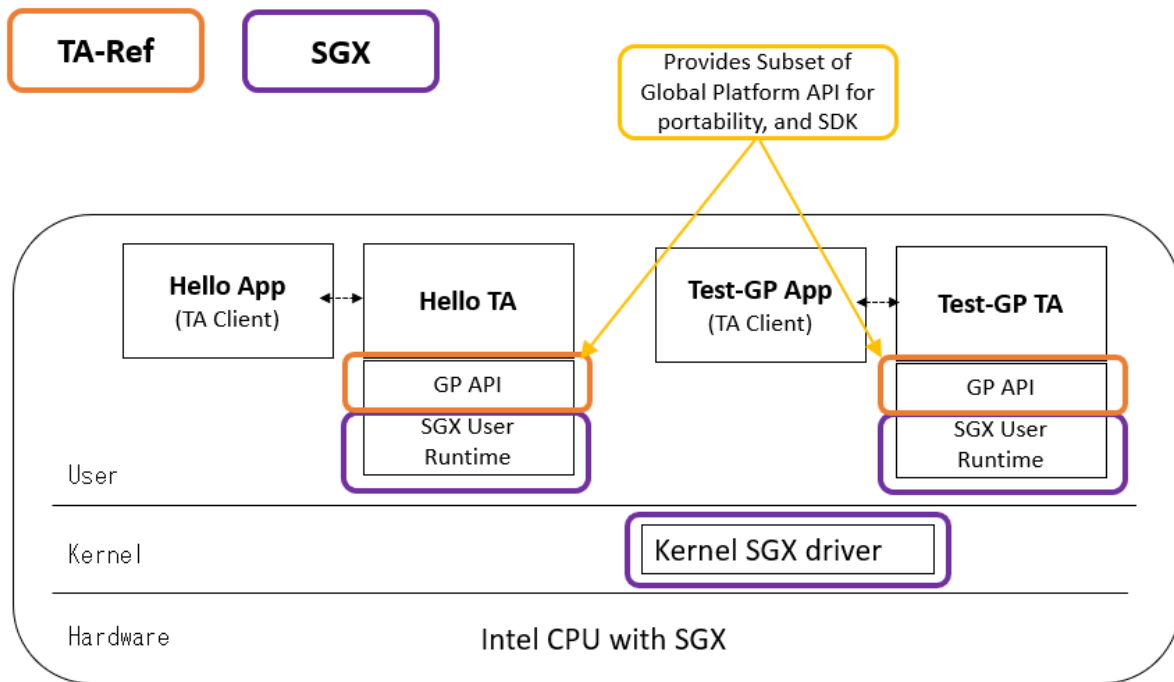 TA-Ref
SGX
Provides Subset of
Global Platform API for
portability, and SDK
Hello App
(TA Client)
Hello TA
Test-GP App
(TA Client)
Test-GP TA
GP API
GP API
SGX User
Runtime
SGX User
Runtime
User
Kernel
Kernel SGX driver
Hardware
Intel CPU with SGX